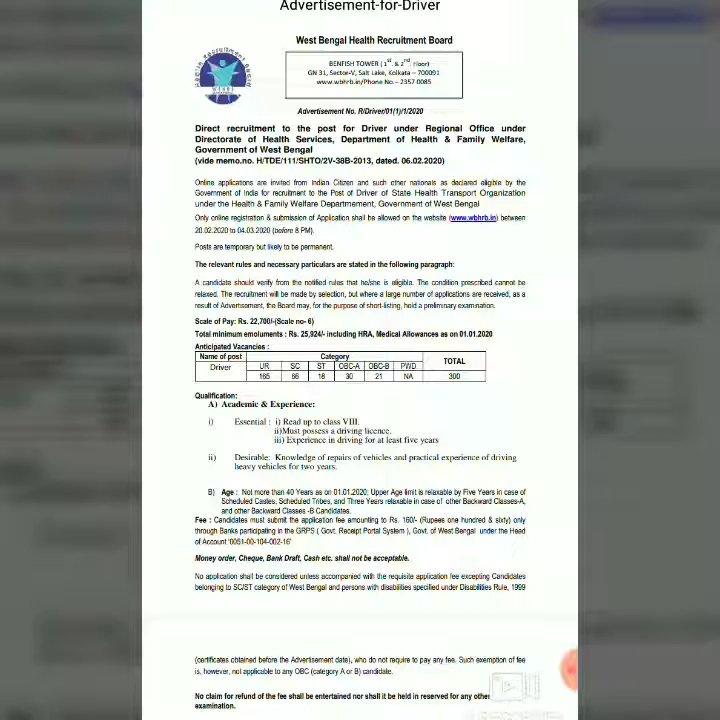 Advertisement-for-Driver
West Bengal Health Recruitment Board
BENFISH TOWER (1st & 2nd Floor)
GN 31, Sector-V, Salt Lake, Kolkata – 700091
www.wbhrb.in/Phone No.– 2357-0085
Advertisement No. R/Driver/01(1)/1/2020
Direct recruitment to the post for Driver under Regional Office under
Directorate of Health Services, Department of Health & Family Welfare,
Government of West Bengal
(vide memo.no. H/TDE/111/SHTO/2V-38B-2013, dated. 06.02.2020)
Online applications are invited from Indian Citizen and such other nationals as declared eligible by the
Government of India for recruitment to the Post of Driver of State Health Transport Organization
under the Health & Family Welfare Departmement, Government of West Bengal
Only online registration & submission of Application shall be allowed on the website (www.wbhrb.in) between
20.02.2020 to 04.03.2020 (before 8.PM).
Posts are temporary but likely to be permanent.
The relevant rules and necessary particulars are stated in the following paragraph:
A candidate should verify from the notified rules that he/she is eligible. The condition prescribed cannot be
relaxed. The recruitment will be made by selection, but where a large number of applications are received, as a
result of Advertisement, the Board may, for the purpose of short-listing, held a preliminary examination.
Scale of Pay: Rs. 22,700/-(Scale no- 6)
Total minimum emoluments : Rs. 25,924/- including HRA, Medical Allowances as on 01.01.2020
Anticipated Vacancies :
Name of post Category TOTAL
Driver UR SC ST OBC-A OBC-B PWD
165 66 18 30 21 NA 300
Qualification:
A) Academic & Experience:
i) Essential : i) Read up to class VIII.
ii)Must possess a driving licence.
iii) Experience in driving for at least five years
ii) Desirable: Knowledge of repairs of vehicles and practical experience of driving
heavy vehicles for two years.
B) Age : Not more than 40 Years as on 01.01.2020; Upper Age limit is relaxable by Five Years in case of
Scheduled Castes, Scheduled Tribes, and Three Years relaxable in case of other Backward Classes-A,
and other Backward Classes -B Candidates.
Fee : Candidates must submit the application fee amounting to Rs. 160/- (Rupees one hundred & sixty) only
through Banks participating in the GRPS ( Govt. Receipt Portal System ), Govt. of West Bengal under the Head
of Account '0051-00-104-002-16'
Money order, Cheque, Bank Draft, Cash etc. shall not be acceptable.
No application shall be considered unless accompanied with the requisite application fee excepting Candidates
belonging to SC/ST category of West Bengal and persons with disabilities specified under Disabilities Rule, 1999
(certificates obtained before the Advertisement date), who do not require to pay any fee. Such exemption of fee
is, however, not applicable to any OBC (category A or B) candidate.
No claim for refund of the fee shall be entertained nor shall it be held in reserved for any other
examination.